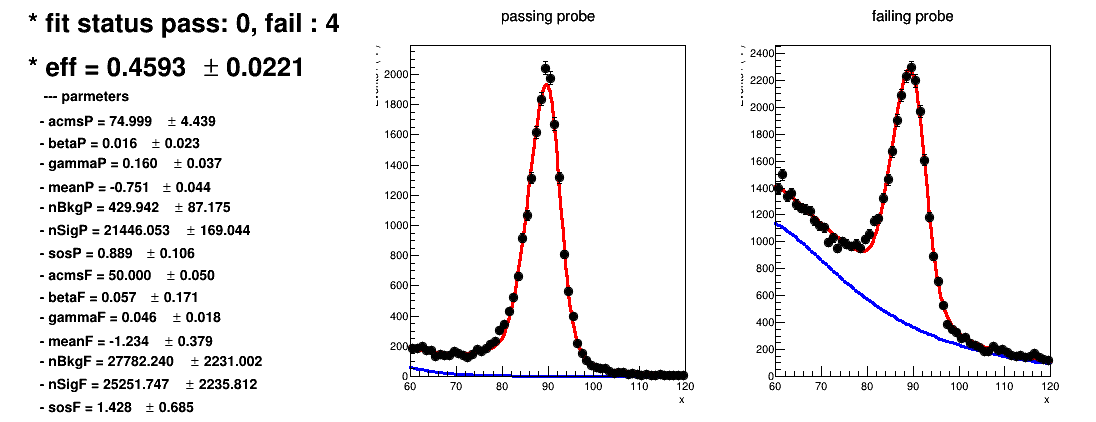 * fit status pass: 0, fail : 4
* eff = 0.4593 ± 0.0221
--- parmeters
- acmsP = 74.999 ± 4.439
- betaP = 0.016 ± 0.023
- gammaP = 0.160 ± 0.037
- meanP = -0.751 ± 0.044
- nBkgP = 429.942 ± 87.175
- nSigP = 21446.053 ± 169.044
- sosP = 0.889 ± 0.106
- acmsF = 50.000 ± 0.050
- betaF = 0.057 ± 0.171
- gammaF = 0.046 ± 0.018
- meanF = -1.234 ± 0.379
- nBkgF = 27782.240 ± 2231.002
- nSigF = 25251.747 ± 2235.812
- sosF = 1.428 ± 0.685
passing probe
2000
1800
1600
1400
1200
1000
800
600
400
200
0
60 70 80 90 100 110 120
x
failing probe
2400
2200
2000
1800
1600
1400
1200
1000
800
600
400
200
0
60 70 80 90 100 110 120
x